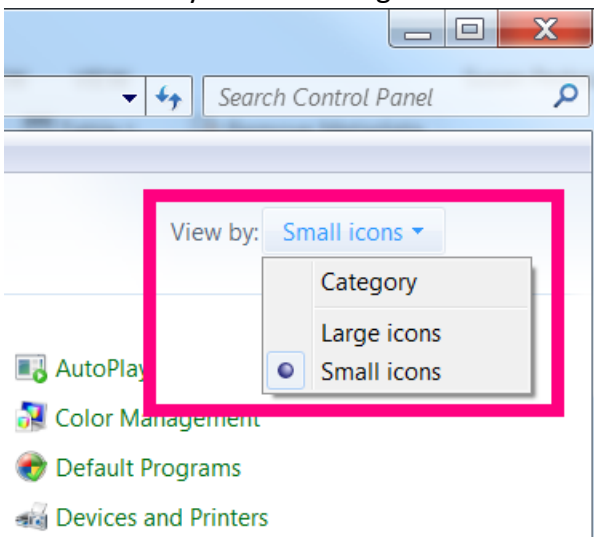 Search Control Panel
View by: Small icons
Category
Large icons
Small icons
AutoPlay
Color Management
Default Programs
Devices and Printers